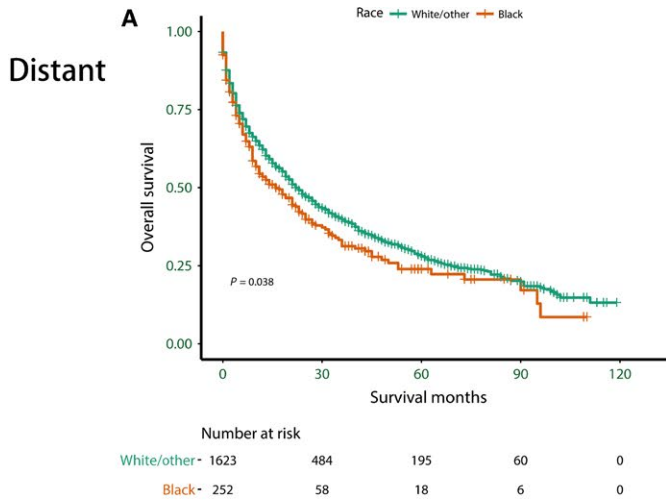 A
Race White/other Black
Distant
1.00
0.75
0.50
0.25
0.00
Overall survival
P = 0.038
0 30 60 90 120
Survival months
Number at risk
White/other 1623 484 195 60 0
Black 252 58 18 6 0